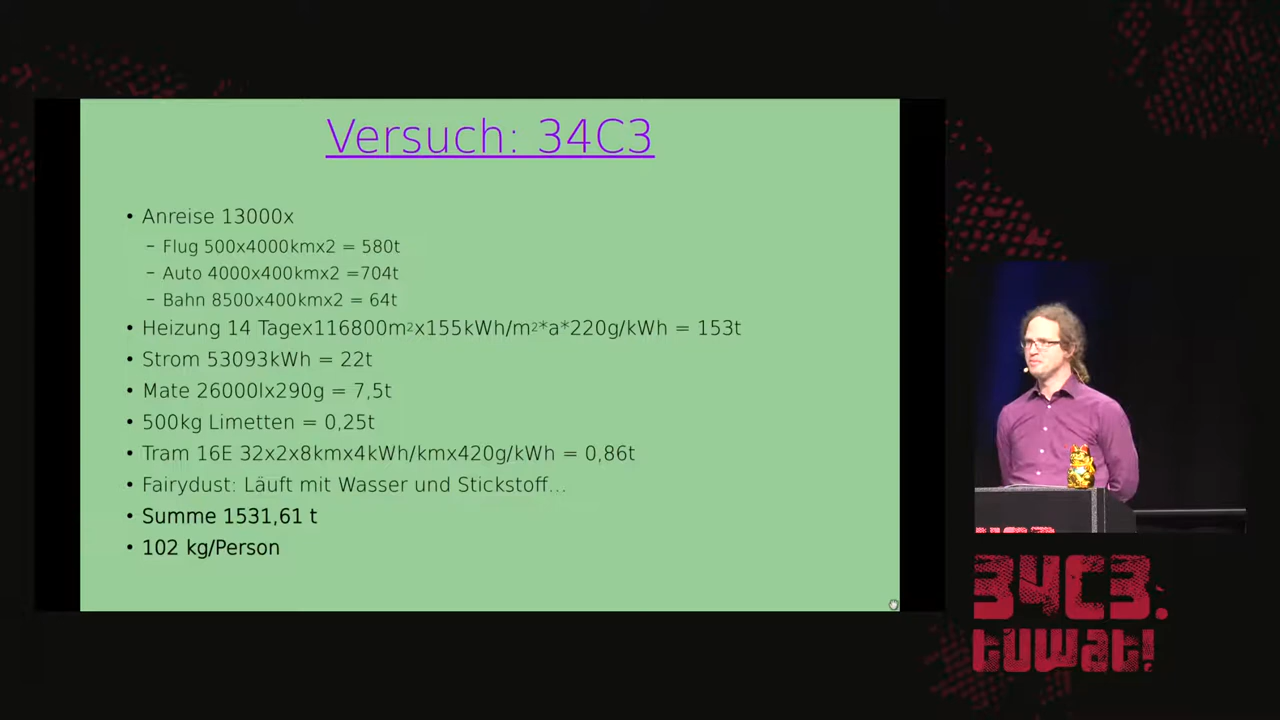 Versuch: 34C3
• Anreise 13000x
– Flug 500x4000kmx2 = 580t
– Auto 4000x400kmx2 =704t
– Bahn 8500x400kmx2 = 64t
• Heizung 14 Tagex116800m²x155kWh/m²*a*220g/kWh = 153t
• Strom 53093kWh = 22t
• Mate 26000lx290g = 7,5t
• 500kg Limetten = 0,25t
• Tram 16E 32x2x8kmx4kWh/kmx420g/kWh = 0,86t
• Fairydust: Läuft mit Wasser und Stickstoff...
• Summe 1531,61 t
• 102 kg/Person
34C3.
tuwat!